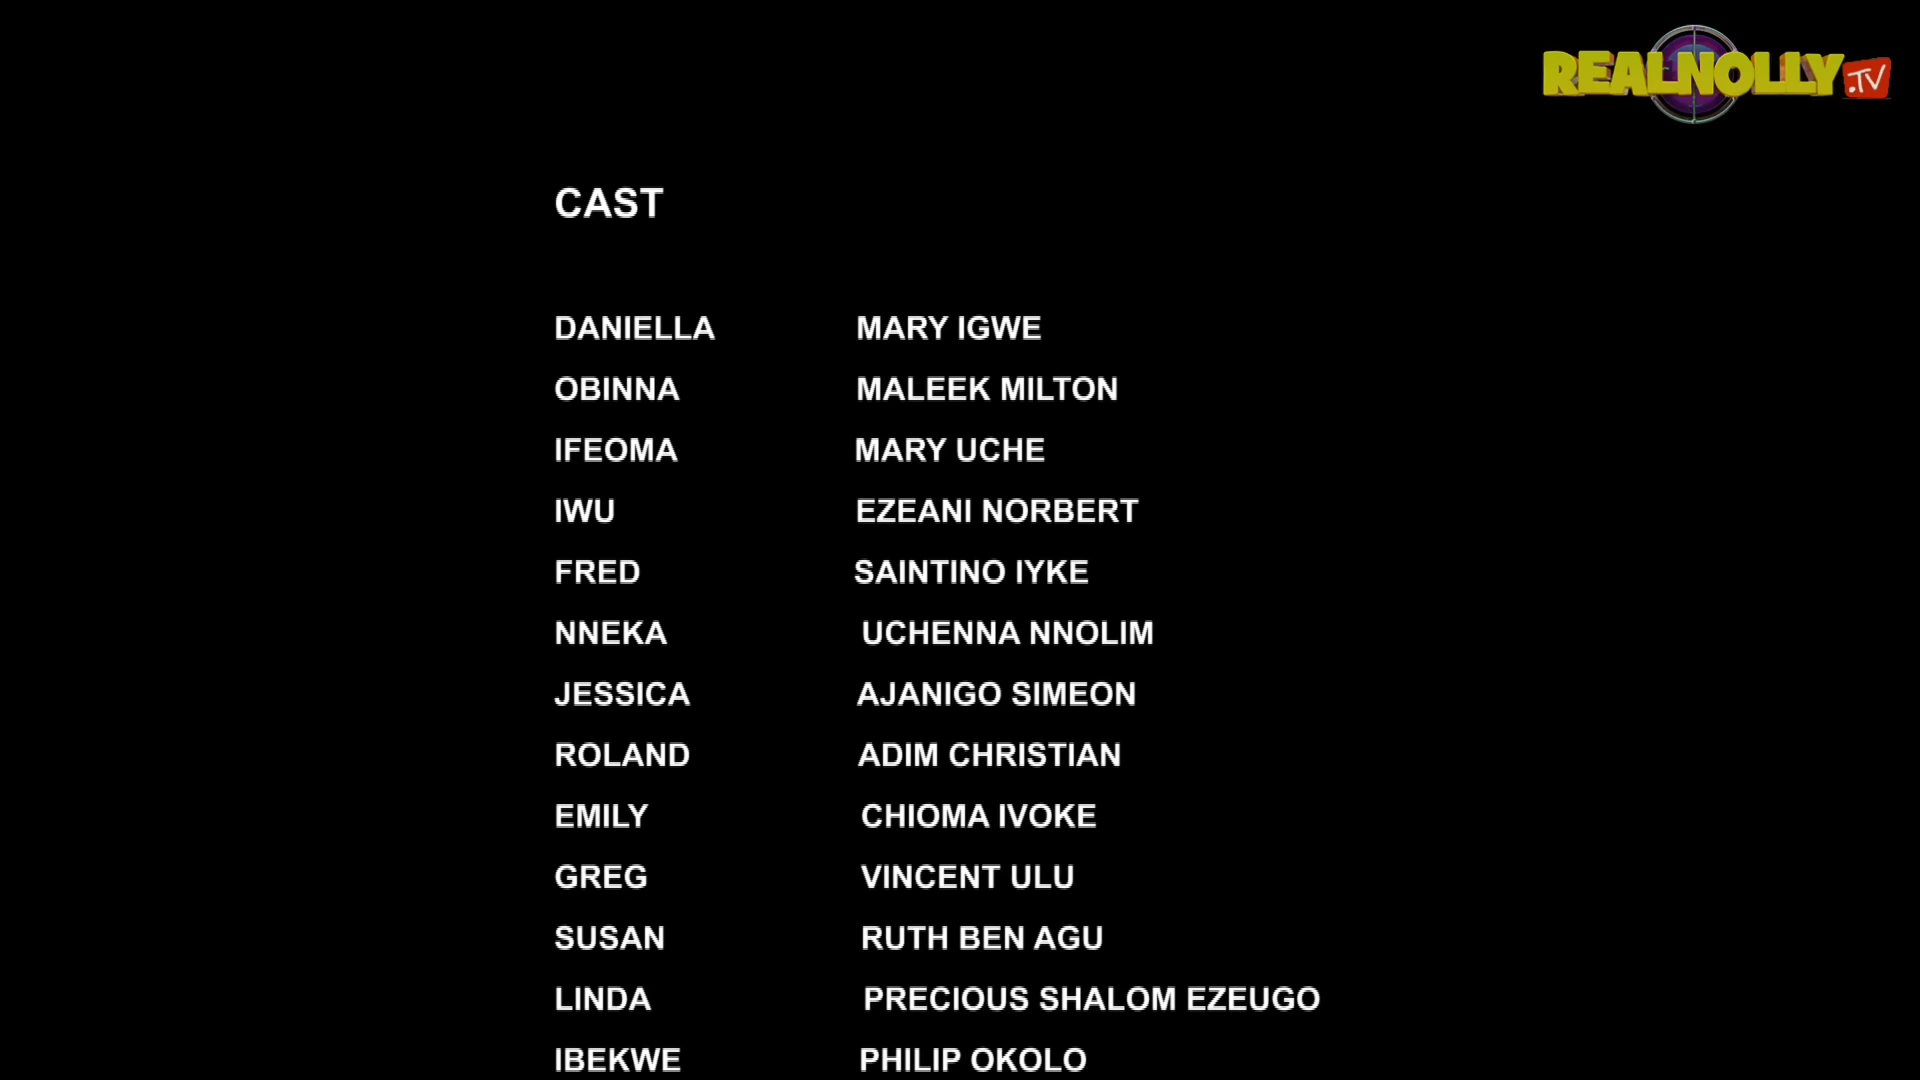 REALNOLLY.TV
CAST
DANIELLA MARY IGWE
OBINNA MALEEK MILTON
IFEOMA MARY UCHE
IWU EZEANI NORBERT
FRED SAINTINO IYKE
NNEKA UCHENNA NNOLIM
JESSICA AJANIGO SIMEON
ROLAND ADIM CHRISTIAN
EMILY CHIOMA IVOKE
GREG VINCENT ULU
SUSAN RUTH BEN AGU
LINDA PRECIOUS SHALOM EZEUGO
IBEKWE PHILIP OKOLO